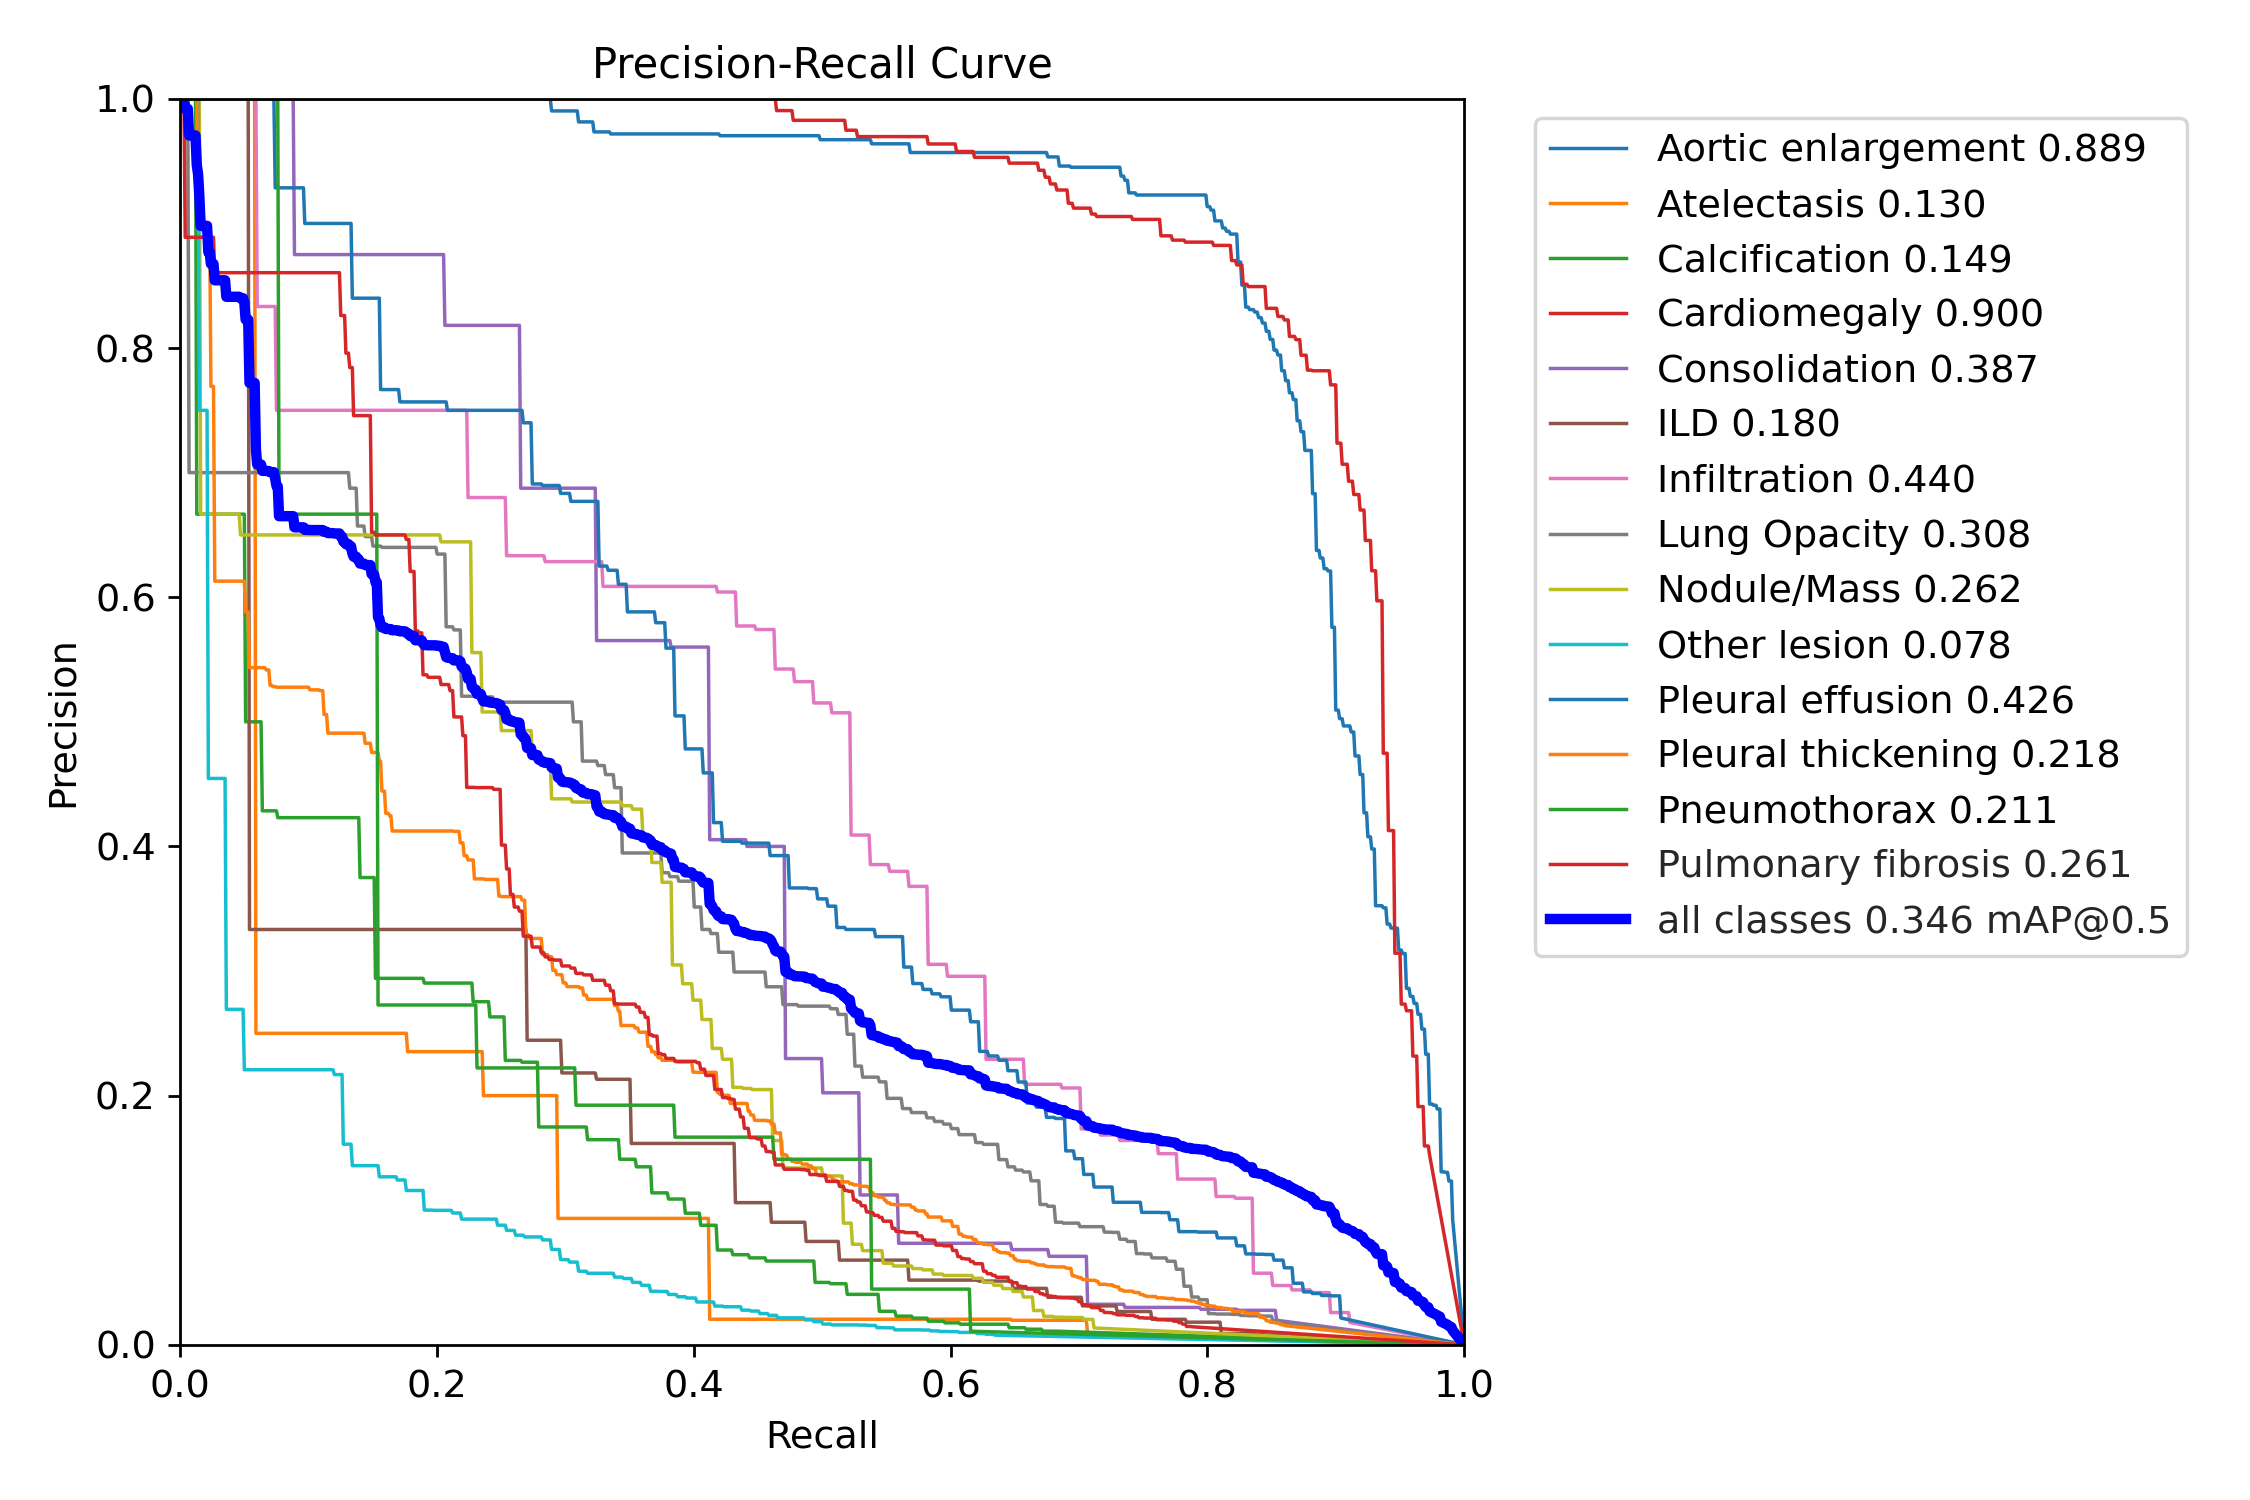 Precision-Recall Curve
1.0
0.8
0.6
0.4
0.2
0.0
Precision
0.0 0.2 0.4 0.6 0.8 1.0
Recall
Aortic enlargement 0.889
Atelectasis 0.130
Calcification 0.149
Cardiomegaly 0.900
Consolidation 0.387
ILD 0.180
Infiltration 0.440
Lung Opacity 0.308
Nodule/Mass 0.262
Other lesion 0.078
Pleural effusion 0.426
Pleural thickening 0.218
Pneumothorax 0.211
Pulmonary fibrosis 0.261
all classes 0.346 mAP@0.5